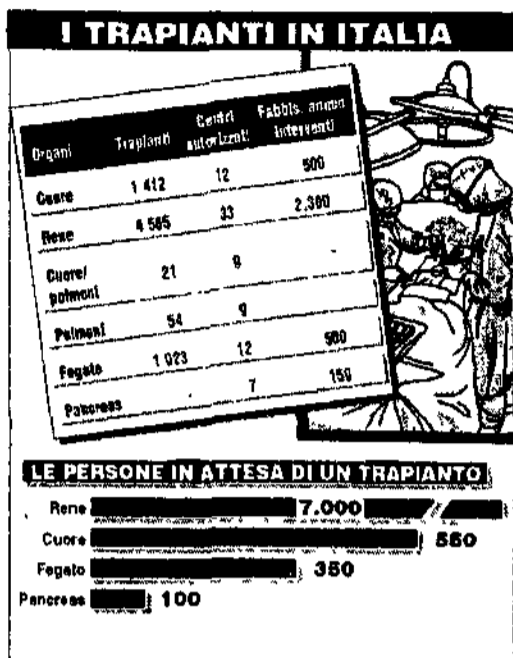 I TRAPIANTI IN ITALIA
Organi Trapianti Centri autorizzati Fabbis. annuo interventi
Cuore 1 412 12 500
Rene 4 565 33 2.300
Cuore/polmoni 21 9 -
Polmoni 54 9
Fegato 1 023 12 500
Pancreas - 7 150
LE PERSONE IN ATTESA DI UN TRAPIANTO
Rene 7.000
Cuore 550
Fegato 350
Pancreas 100